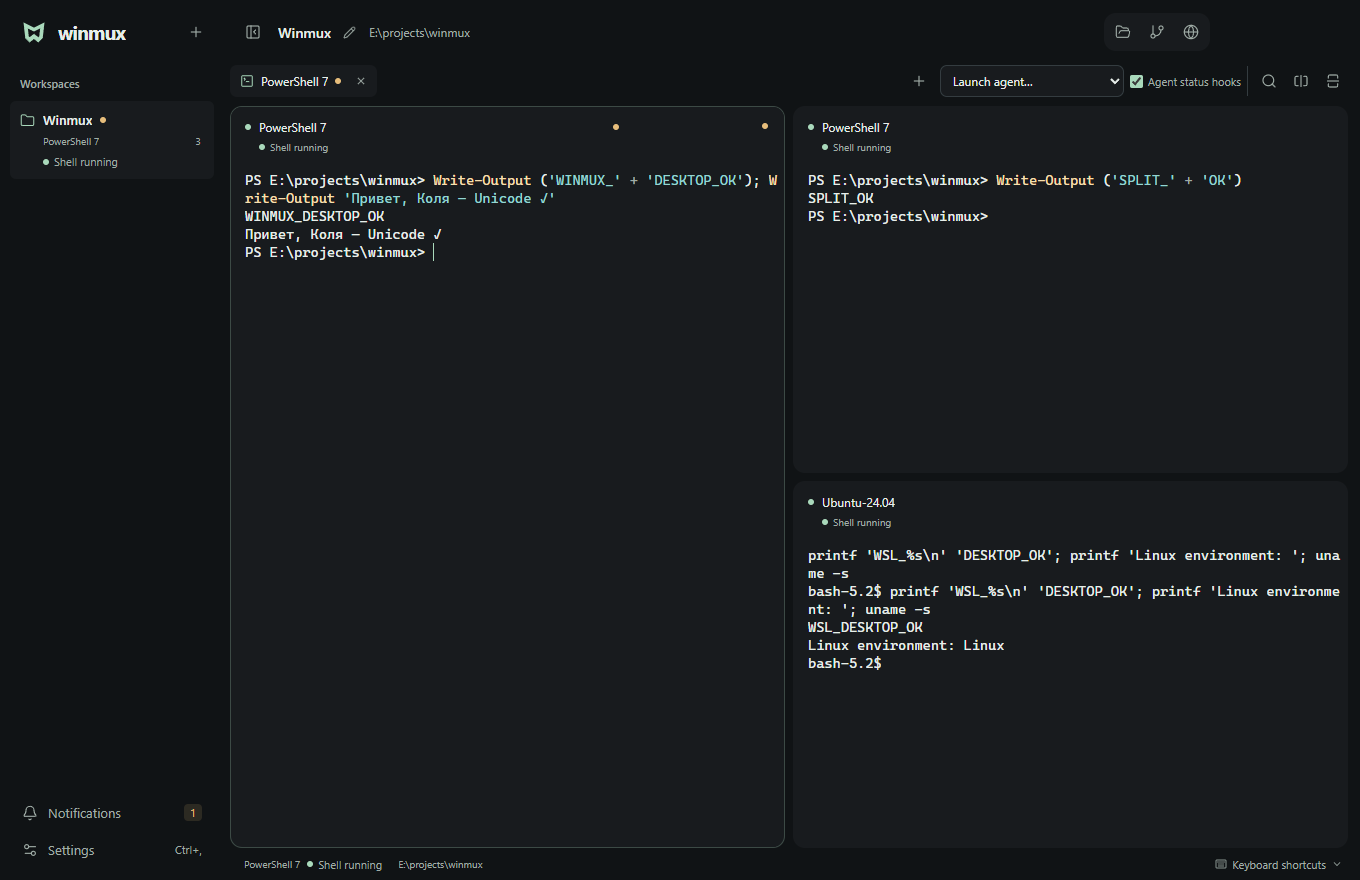 winmux
Winmux
E:\projects\winmux
Workspaces
Winmux
PowerShell 7
3
Shell running
PowerShell 7
Launch agent...
Agent status hooks
PowerShell 7
Shell running
PS E:\projects\winmux> Write-Output ('WINMUX_' + 'DESKTOP_OK'); W
rite-Output 'Привет, Коля — Unicode ✓'
WINMUX_DESKTOP_OK
Привет, Коля — Unicode ✓
PS E:\projects\winmux>
PowerShell 7
Shell running
PS E:\projects\winmux> Write-Output ('SPLIT_' + 'OK')
SPLIT_OK
PS E:\projects\winmux>
Ubuntu-24.04
Shell running
printf 'WSL_%s\n' 'DESKTOP_OK'; printf 'Linux environment: '; una
me -s
bash-5.2$ printf 'WSL_%s\n' 'DESKTOP_OK'; printf 'Linux environme
nt: '; uname -s
WSL_DESKTOP_OK
Linux environment: Linux
bash-5.2$
Notifications
1
Settings
Ctrl+,
PowerShell 7
Shell running
E:\projects\winmux
Keyboard shortcuts